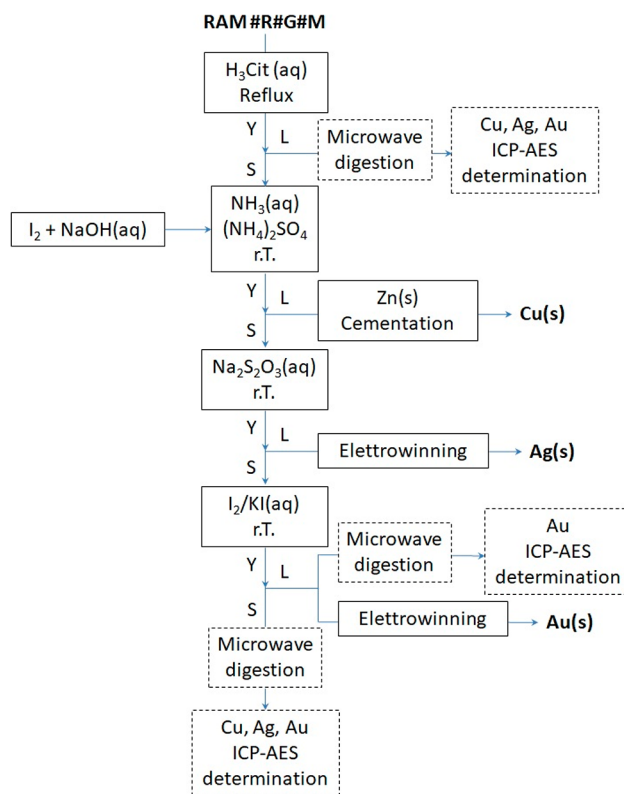 RAM #R#G#M
H₃Cit (aq)
Reflux
Y
L
S
Microwave
digestion
Cu, Ag, Au
ICP-AES
determination
I₂ + NaOH(aq)
NH₃(aq)
(NH₄)₂SO₄
r.T.
Y
L
S
Zn(s)
Cementation
Cu(s)
Na₂S₂O₃(aq)
r.T.
Y
L
S
Elettrowinning
Ag(s)
I₂/KI(aq)
r.T.
Y
L
S
Microwave
digestion
Au
ICP-AES
determination
Elettrowinning
Au(s)
Microwave
digestion
Cu, Ag, Au
ICP-AES
determination